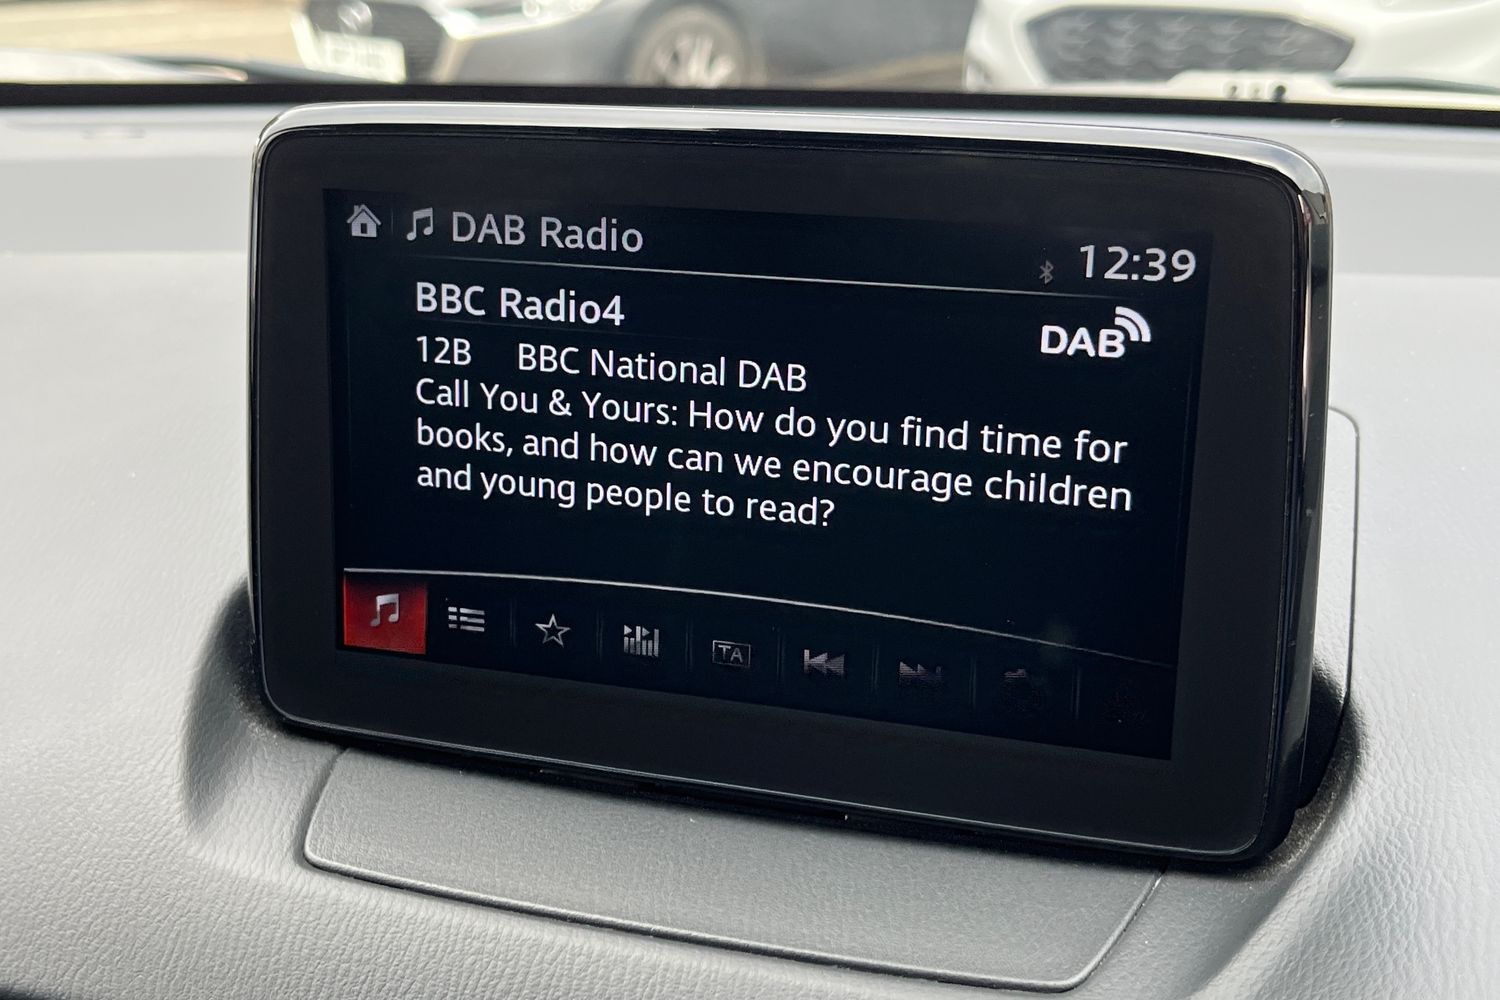 DAB Radio
12:39
BBC Radio4
DAB
12B BBC National DAB
Call You & Yours: How do you find time for
books, and how can we encourage children
and young people to read?
TA